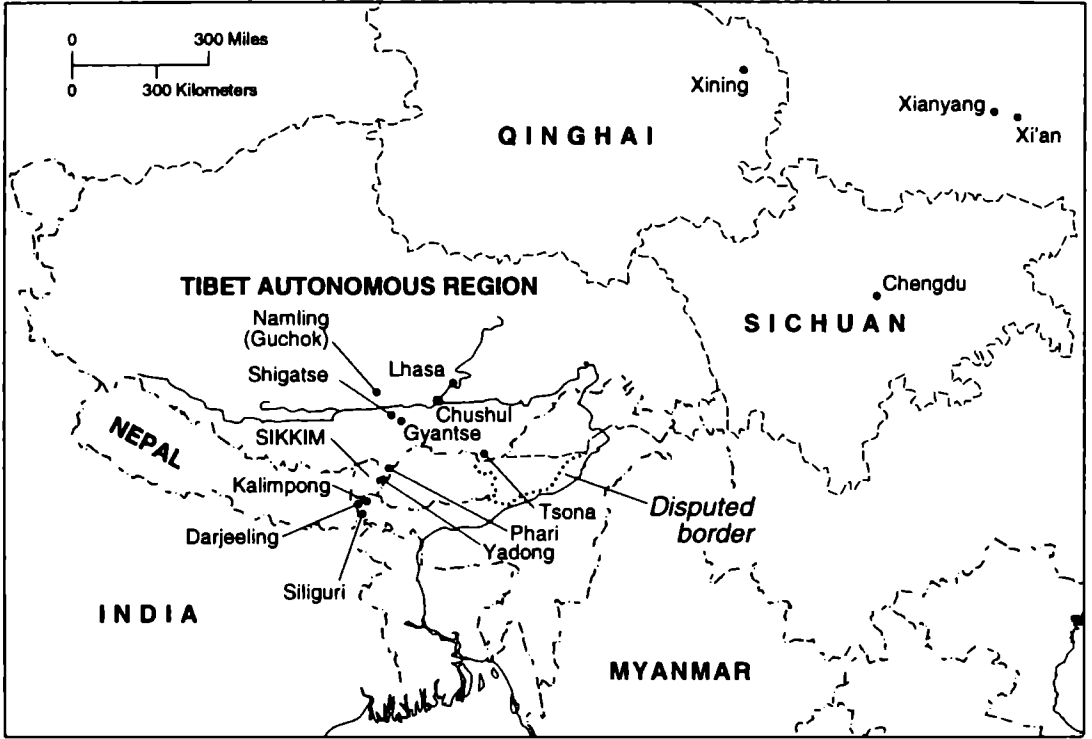 0 300 Miles
0 300 Kilometers
Xining
Xianyang
Xi'an
QINGHAI
TIBET AUTONOMOUS REGION
Chengdu
SICHUAN
Namling
(Guchok)
Lhasa
Shigatse
Chushul
Gyantse
SIKKIM
NEPAL
Kalimpong
Tsona
Disputed
border
Darjeeling
Phari
Yadong
Siliguri
INDIA
MYANMAR